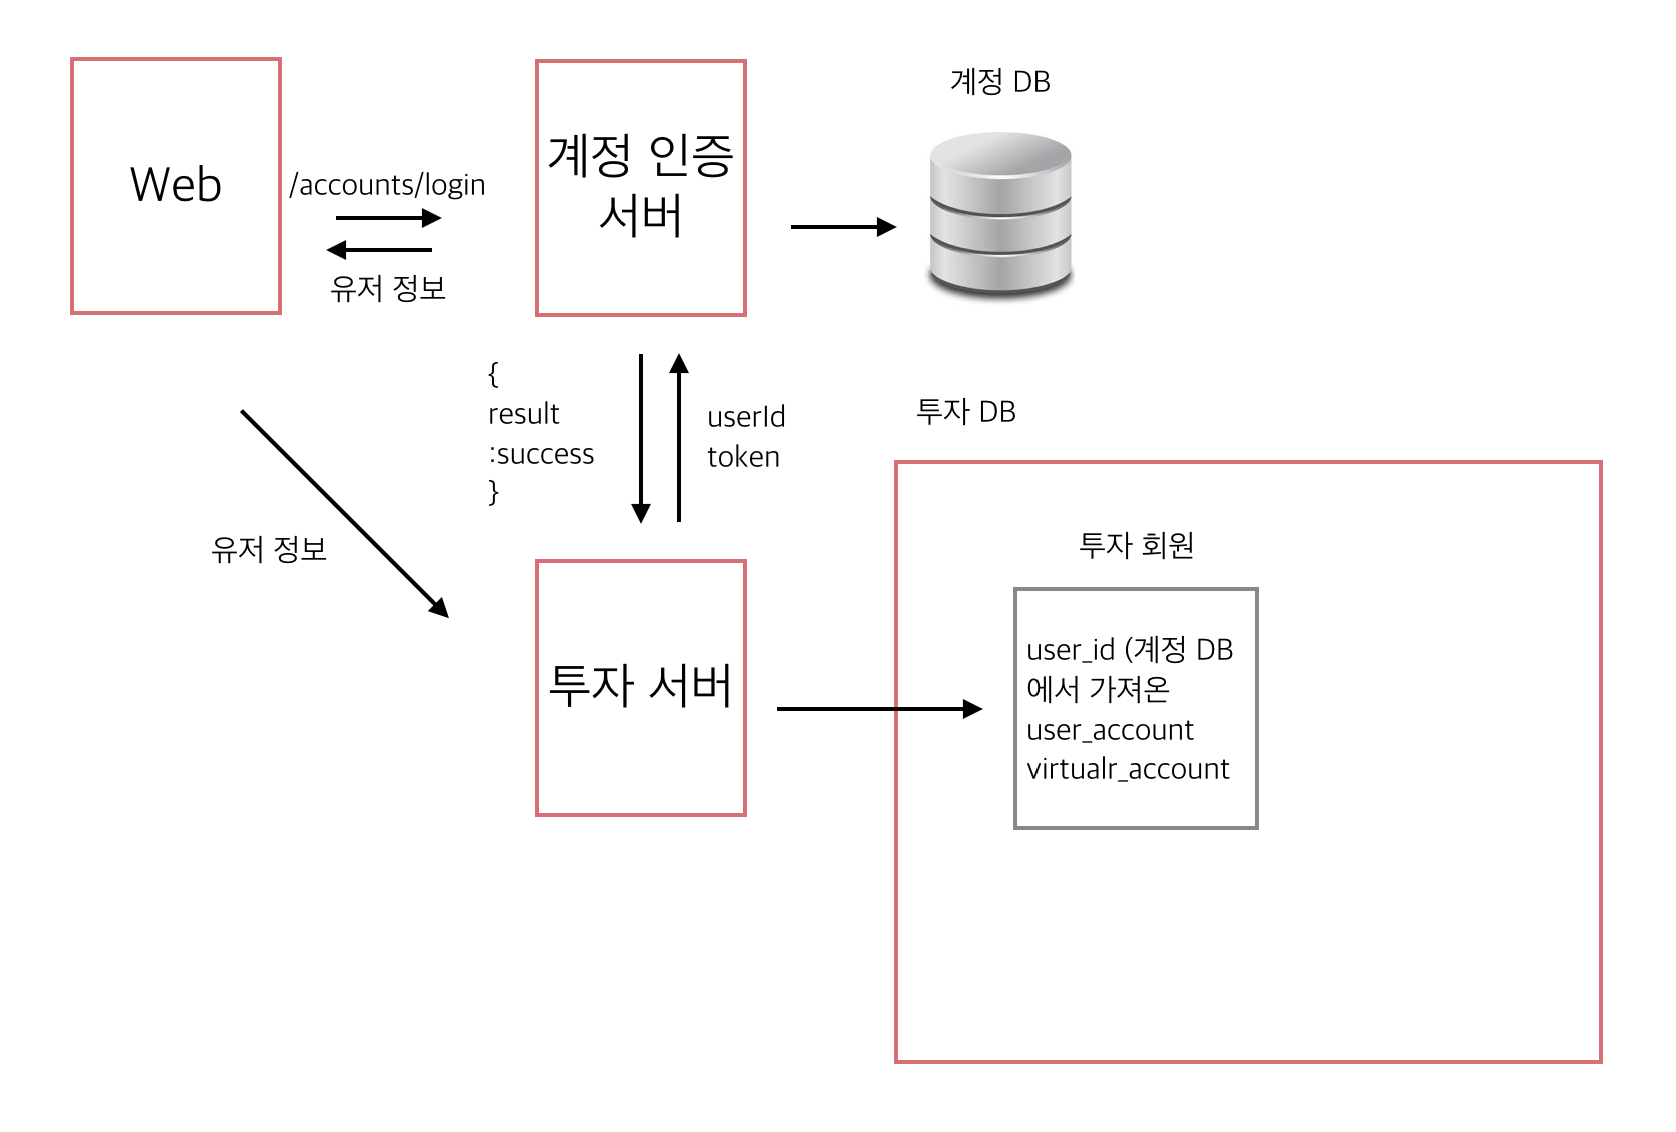 Web
/accounts/login
유저 정보
계정 인증
서버
계정 DB
{
result
:success
}
userId
token
유저 정보
투자 서버
투자 DB
투자 회원
user_id (계정 DB
에서 가져온
user_account
virtualr_account